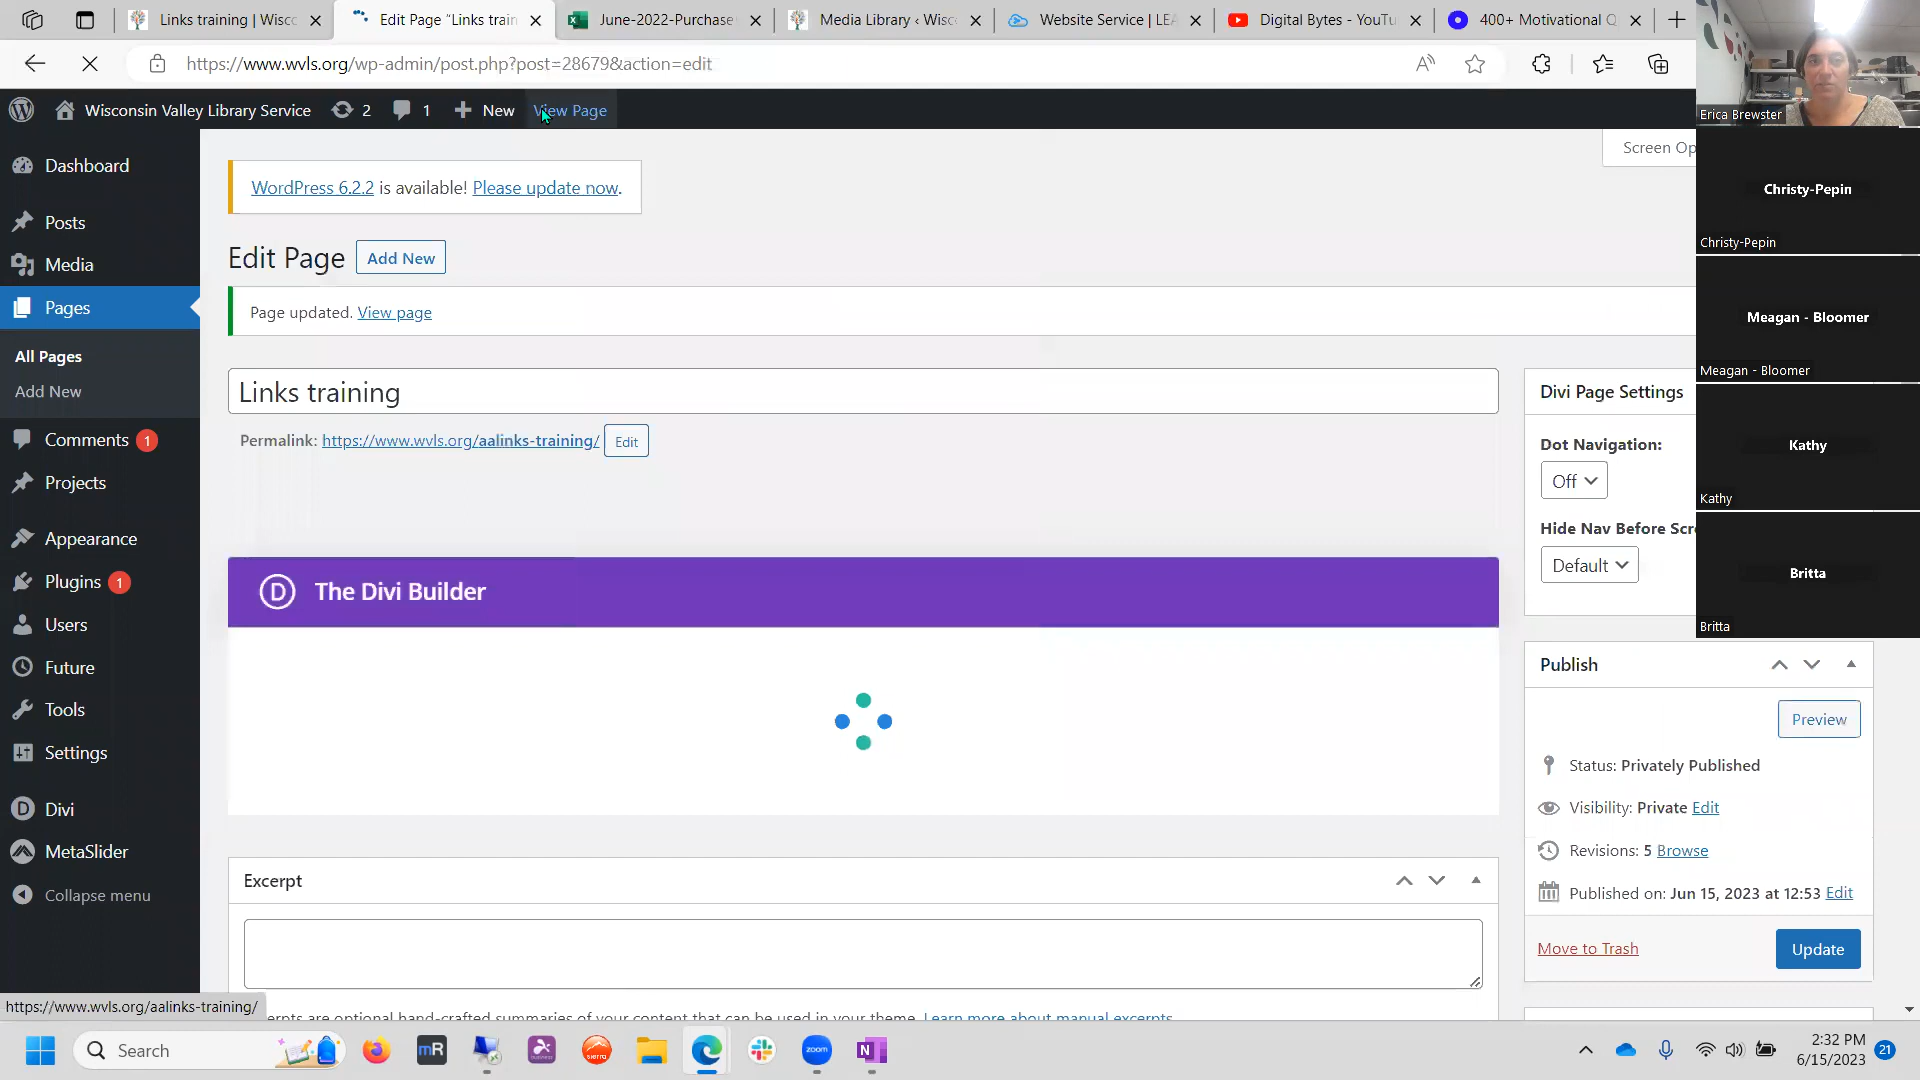 Links training | Wisc
Edit Page "Links train
June-2022-Purchase
Media Library ‹ Wisc
Website Service | LEA
Digital Bytes - YouTu
400+ Motivational Q
https://www.wvls.org/wp-admin/post.php?post=28679&action=edit
Wisconsin Valley Library Service
2
1
New
View Page
Dashboard
Posts
Media
Pages
All Pages
Add New
Comments 1
Projects
Appearance
Plugins 1
Users
Future
Tools
Settings
Divi
MetaSlider
Collapse menu
Screen Op
WordPress 6.2.2 is available! Please update now.
Edit Page
Add New
Page updated. View page
Links training
Permalink: https://www.wvls.org/aalinks-training/
Edit
D
The Divi Builder
Excerpt
Excerpts are optional hand-crafted summaries of your content that can be used in your theme. Learn more about manual excerpts.
Divi Page Settings
Dot Navigation:
Off
Hide Nav Before Scr
Default
Publish
Preview
Status: Privately Published
Visibility: Private Edit
Revisions: 5 Browse
Published on: Jun 15, 2023 at 12:53 Edit
Move to Trash
Update
Erica Brewster
Christy-Pepin
Christy-Pepin
Meagan - Bloomer
Meagan - Bloomer
Kathy
Kathy
Britta
Britta
https://www.wvls.org/aalinks-training/
Search
mR
sierra
zoom
N
2:32 PM
6/15/2023
21